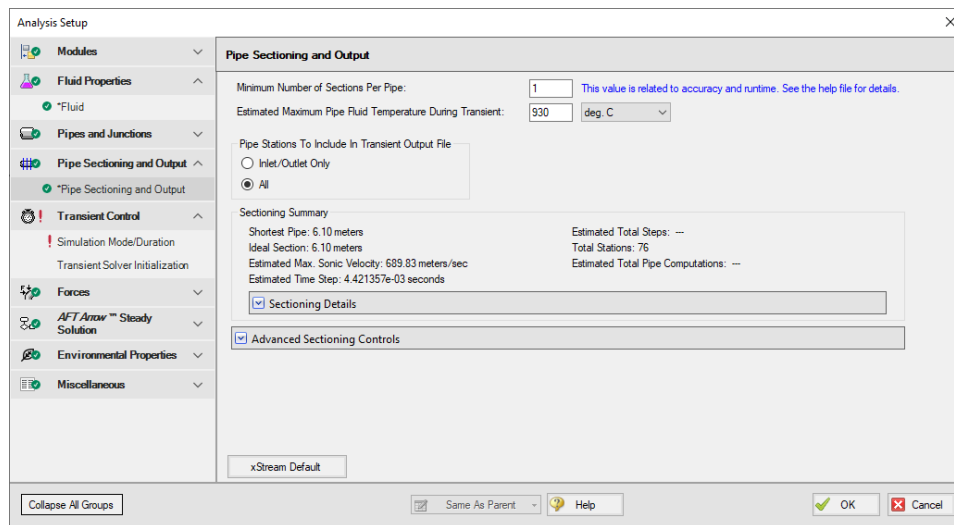 Analysis Setup
Modules
Fluid Properties
*Fluid
Pipes and Junctions
Pipe Sectioning and Output
*Pipe Sectioning and Output
Transient Control
Simulation Mode/Duration
Transient Solver Initialization
Forces
AFT Arrow™ Steady
Solution
Environmental Properties
Miscellaneous
Collapse All Groups
Pipe Sectioning and Output
Minimum Number of Sections Per Pipe: 1 This value is related to accuracy and runtime. See the help file for details.
Estimated Maximum Pipe Fluid Temperature During Transient: 930 deg. C
Pipe Stations To Include In Transient Output File
Inlet/Outlet Only
All
Sectioning Summary
Shortest Pipe: 6.10 meters
Ideal Section: 6.10 meters
Estimated Max. Sonic Velocity: 689.83 meters/sec
Estimated Time Step: 4.421357e-03 seconds
Estimated Total Steps: ---
Total Stations: 76
Estimated Total Pipe Computations: ---
Sectioning Details
Advanced Sectioning Controls
xStream Default
Same As Parent
Help
OK
Cancel